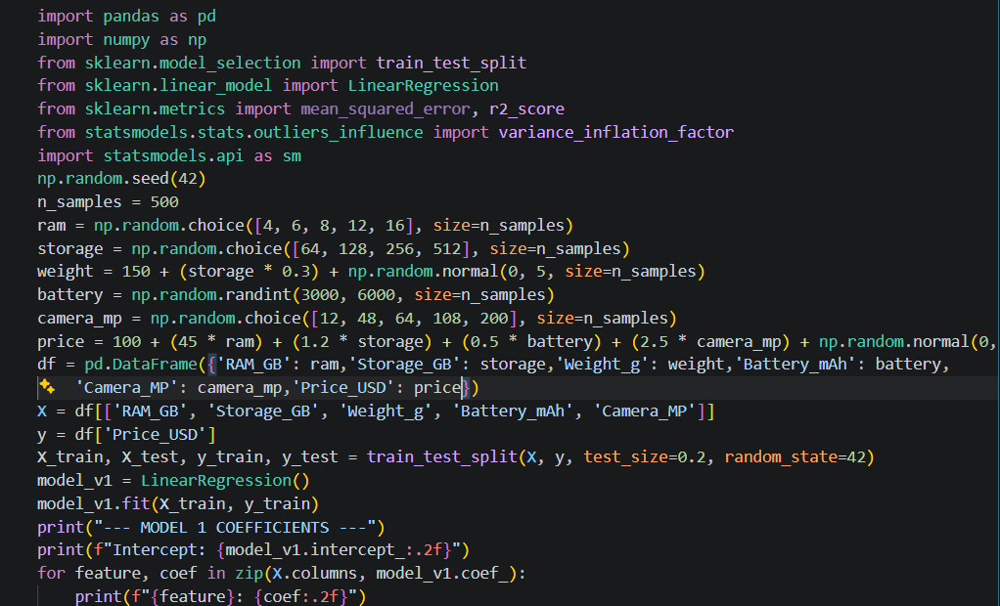 import pandas as pd
import numpy as np
from sklearn.model_selection import train_test_split
from sklearn.linear_model import LinearRegression
from sklearn.metrics import mean_squared_error, r2_score
from statsmodels.stats.outliers_influence import variance_inflation_factor
import statsmodels.api as sm
np.random.seed(42)
n_samples = 500
ram = np.random.choice([4, 6, 8, 12, 16], size=n_samples)
storage = np.random.choice([64, 128, 256, 512], size=n_samples)
weight = 150 + (storage * 0.3) + np.random.normal(0, 5, size=n_samples)
battery = np.random.randint(3000, 6000, size=n_samples)
camera_mp = np.random.choice([12, 48, 64, 108, 200], size=n_samples)
price = 100 + (45 * ram) + (1.2 * storage) + (0.5 * battery) + (2.5 * camera_mp) + np.random.normal(0,
df = pd.DataFrame({'RAM_GB': ram,'Storage_GB': storage,'Weight_g': weight,'Battery_mAh': battery,
    'Camera_MP': camera_mp,'Price_USD': price})
X = df[['RAM_GB', 'Storage_GB', 'Weight_g', 'Battery_mAh', 'Camera_MP']]
y = df['Price_USD']
X_train, X_test, y_train, y_test = train_test_split(X, y, test_size=0.2, random_state=42)
model_v1 = LinearRegression()
model_v1.fit(X_train, y_train)
print("--- MODEL 1 COEFFICIENTS ---")
print(f"Intercept: {model_v1.intercept_:.2f}")
for feature, coef in zip(X.columns, model_v1.coef_):
    print(f"{feature}: {coef:.2f}")